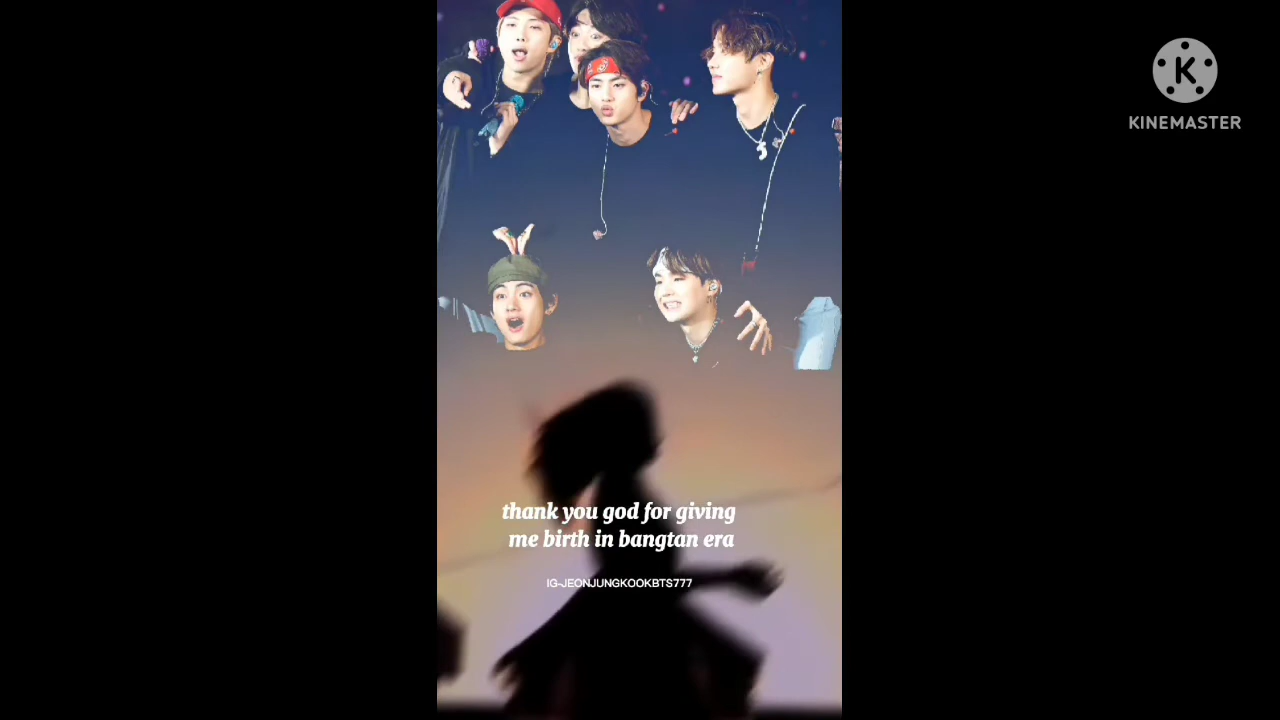 KINEMASTER
thank you god for giving
me birth in bangtan era
IG-JEONJUNGKOOKBTS777